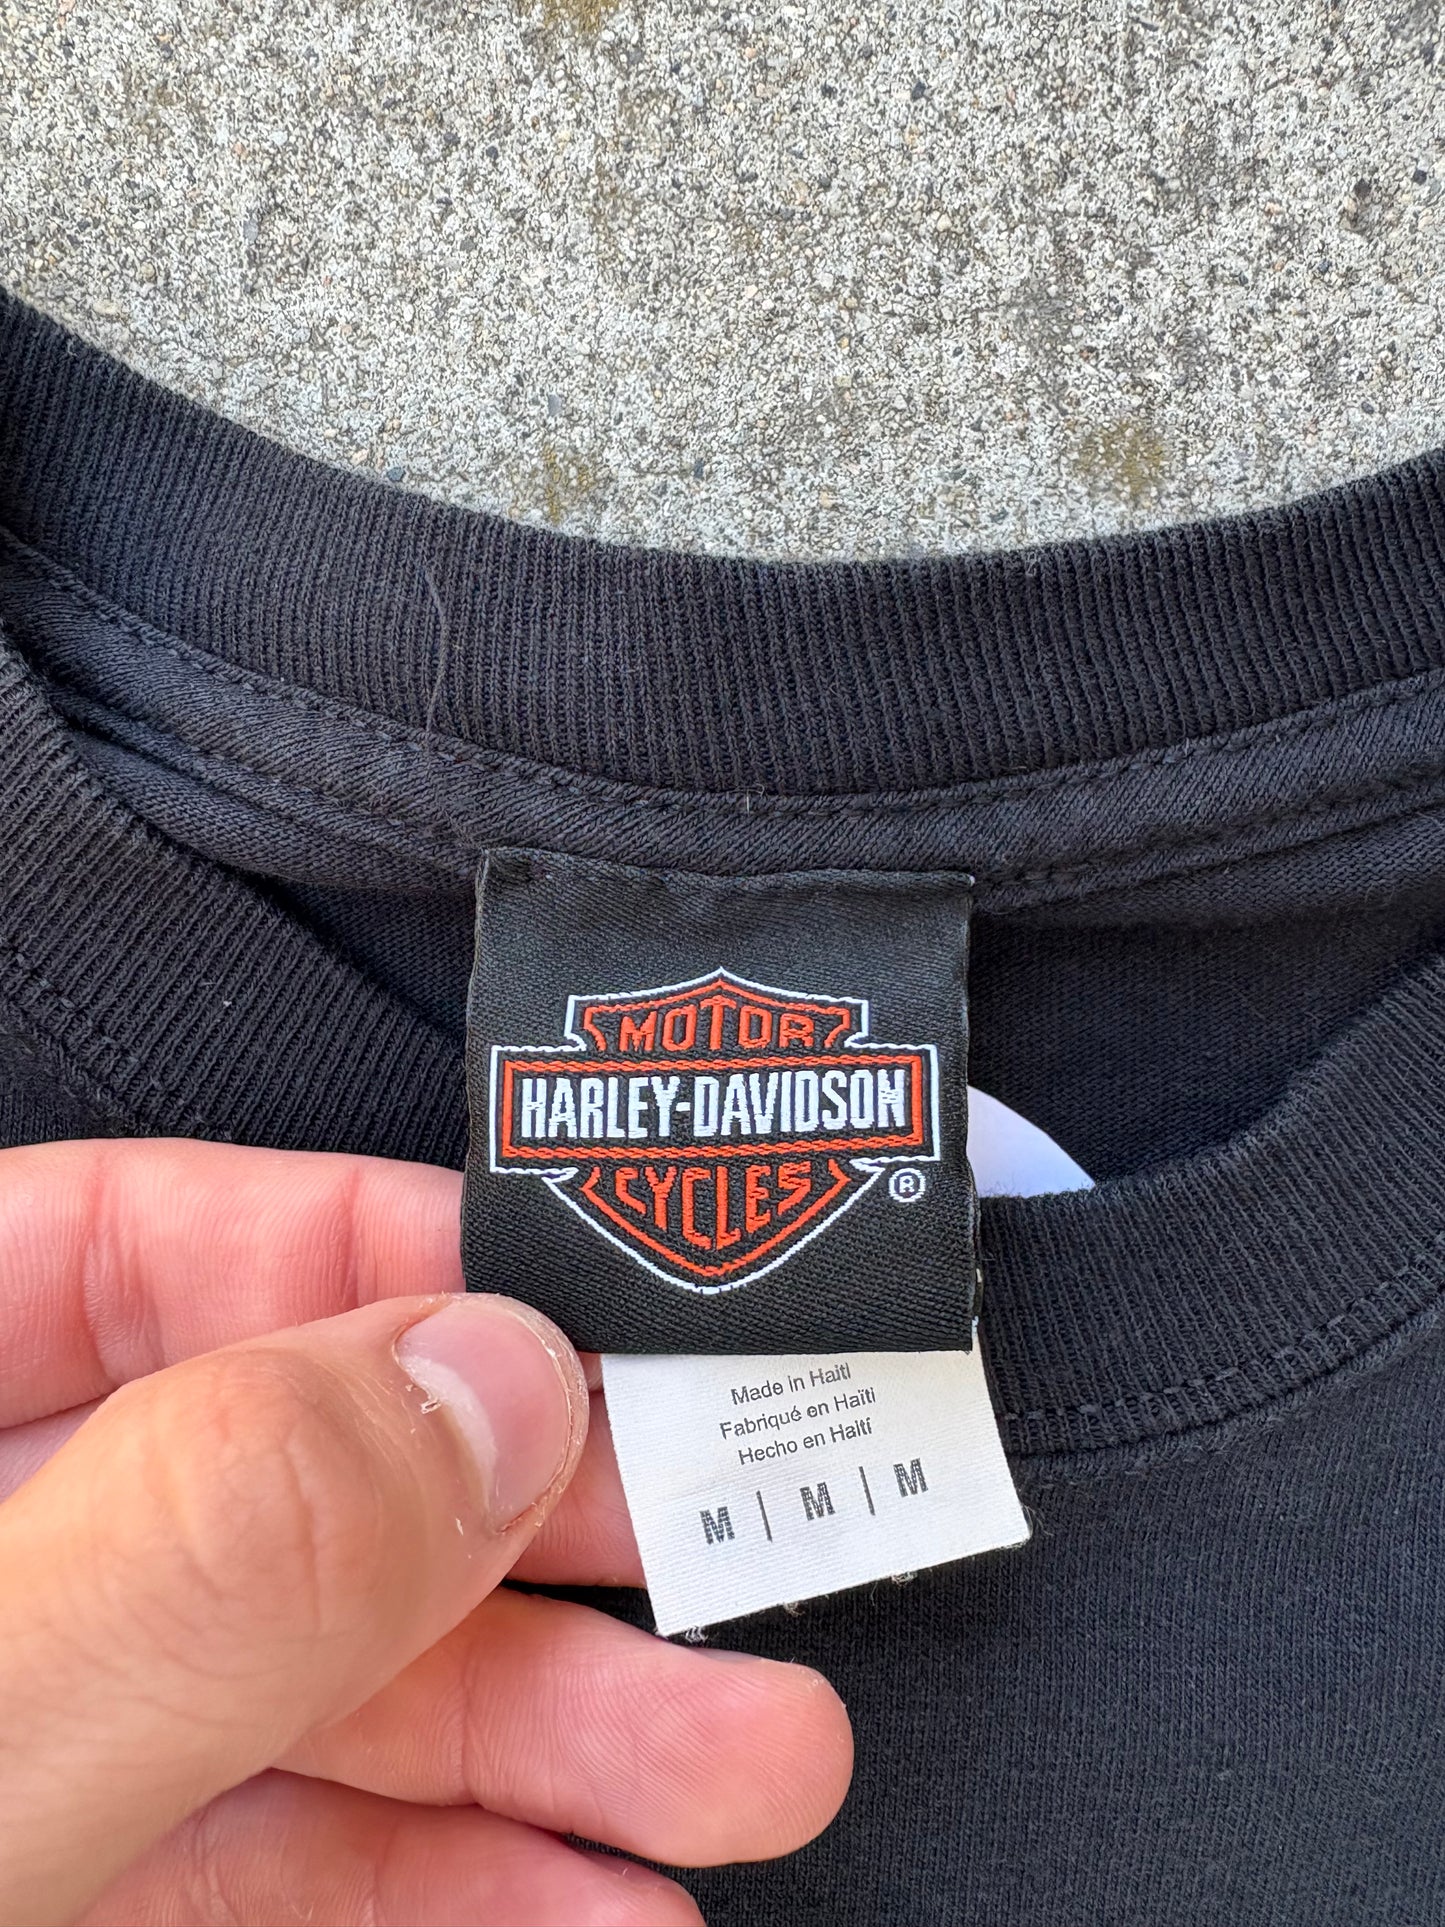 MOTOR
HARLEY-DAVIDSON
CYCLES
®
Made in Haiti
Fabriqué en Haïti
Hecho en Haití
M | M | M